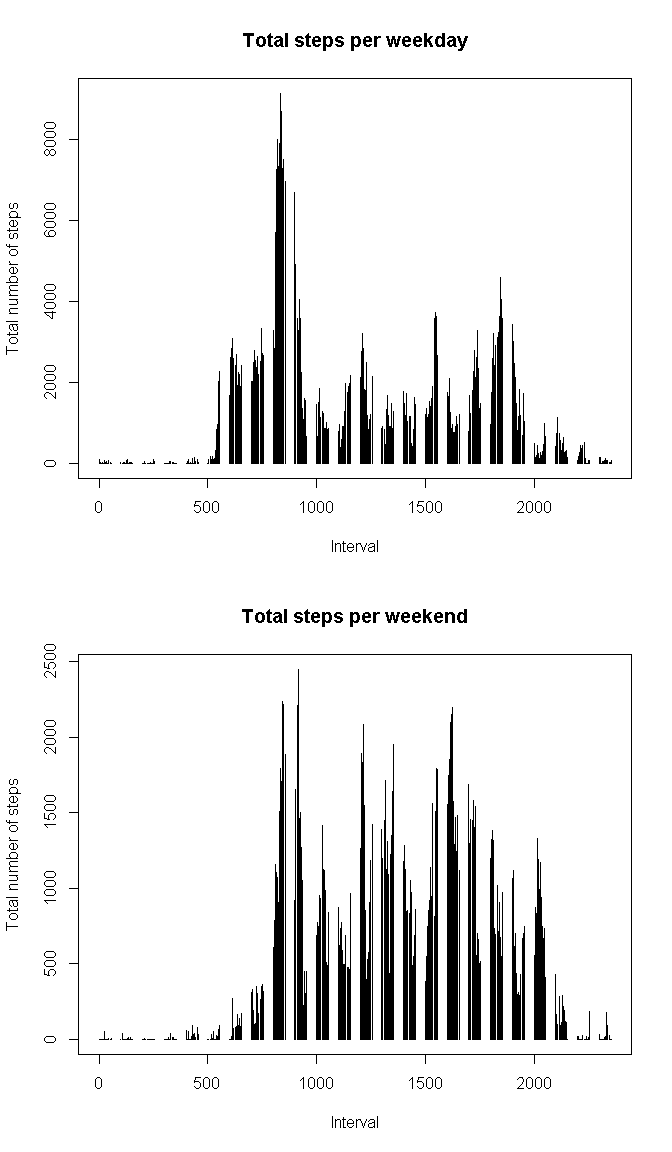 Total steps per weekday
8000
6000
4000
2000
0
Total number of steps
0 500 1000 1500 2000
Interval
Total steps per weekend
2500
2000
1500
1000
500
0
Total number of steps
0 500 1000 1500 2000
Interval